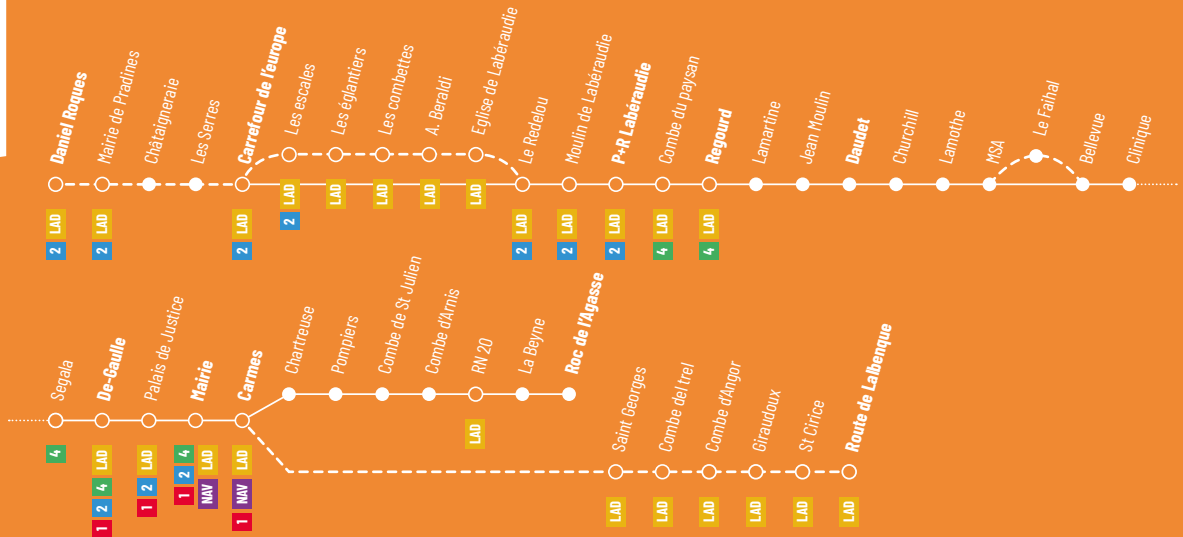 Daniel Roques
Mairie de Pradines
Châtaigneraie
Les Serres
Carrefour de l'europe
Les escales
Les églantiers
Les combettes
A. Beraldi
Eglise de Labéraudie
Le Redelou
Moulin de Labéraudie
P+R Labéraudie
Combe du paysan
Regourd
Lamartine
Jean Moulin
Daudet
Churchill
Lamothe
MSA
Le Faihal
Bellevue
Clinique
2 LAD
2 LAD
2 LAD
2 LAD
LAD
LAD
LAD
LAD
2 LAD
2 LAD
2 LAD
4 LAD
4 LAD
Segala
De-Gaulle
Palais de Justice
Mairie
Carmes
Chartreuse
Pompiers
Combe de St Julien
Combe d'Arnis
RN 20
La Beyne
Roc de l'Agasse
Saint Georges
Combe del trel
Combe d'Angor
Giraudoux
St Cirice
Route de Lalbenque
4
1 2 4 LAD
1 2 LAD
1 2 4
NAV LAD
1 NAV LAD
LAD
LAD
LAD
LAD
LAD
LAD
LAD